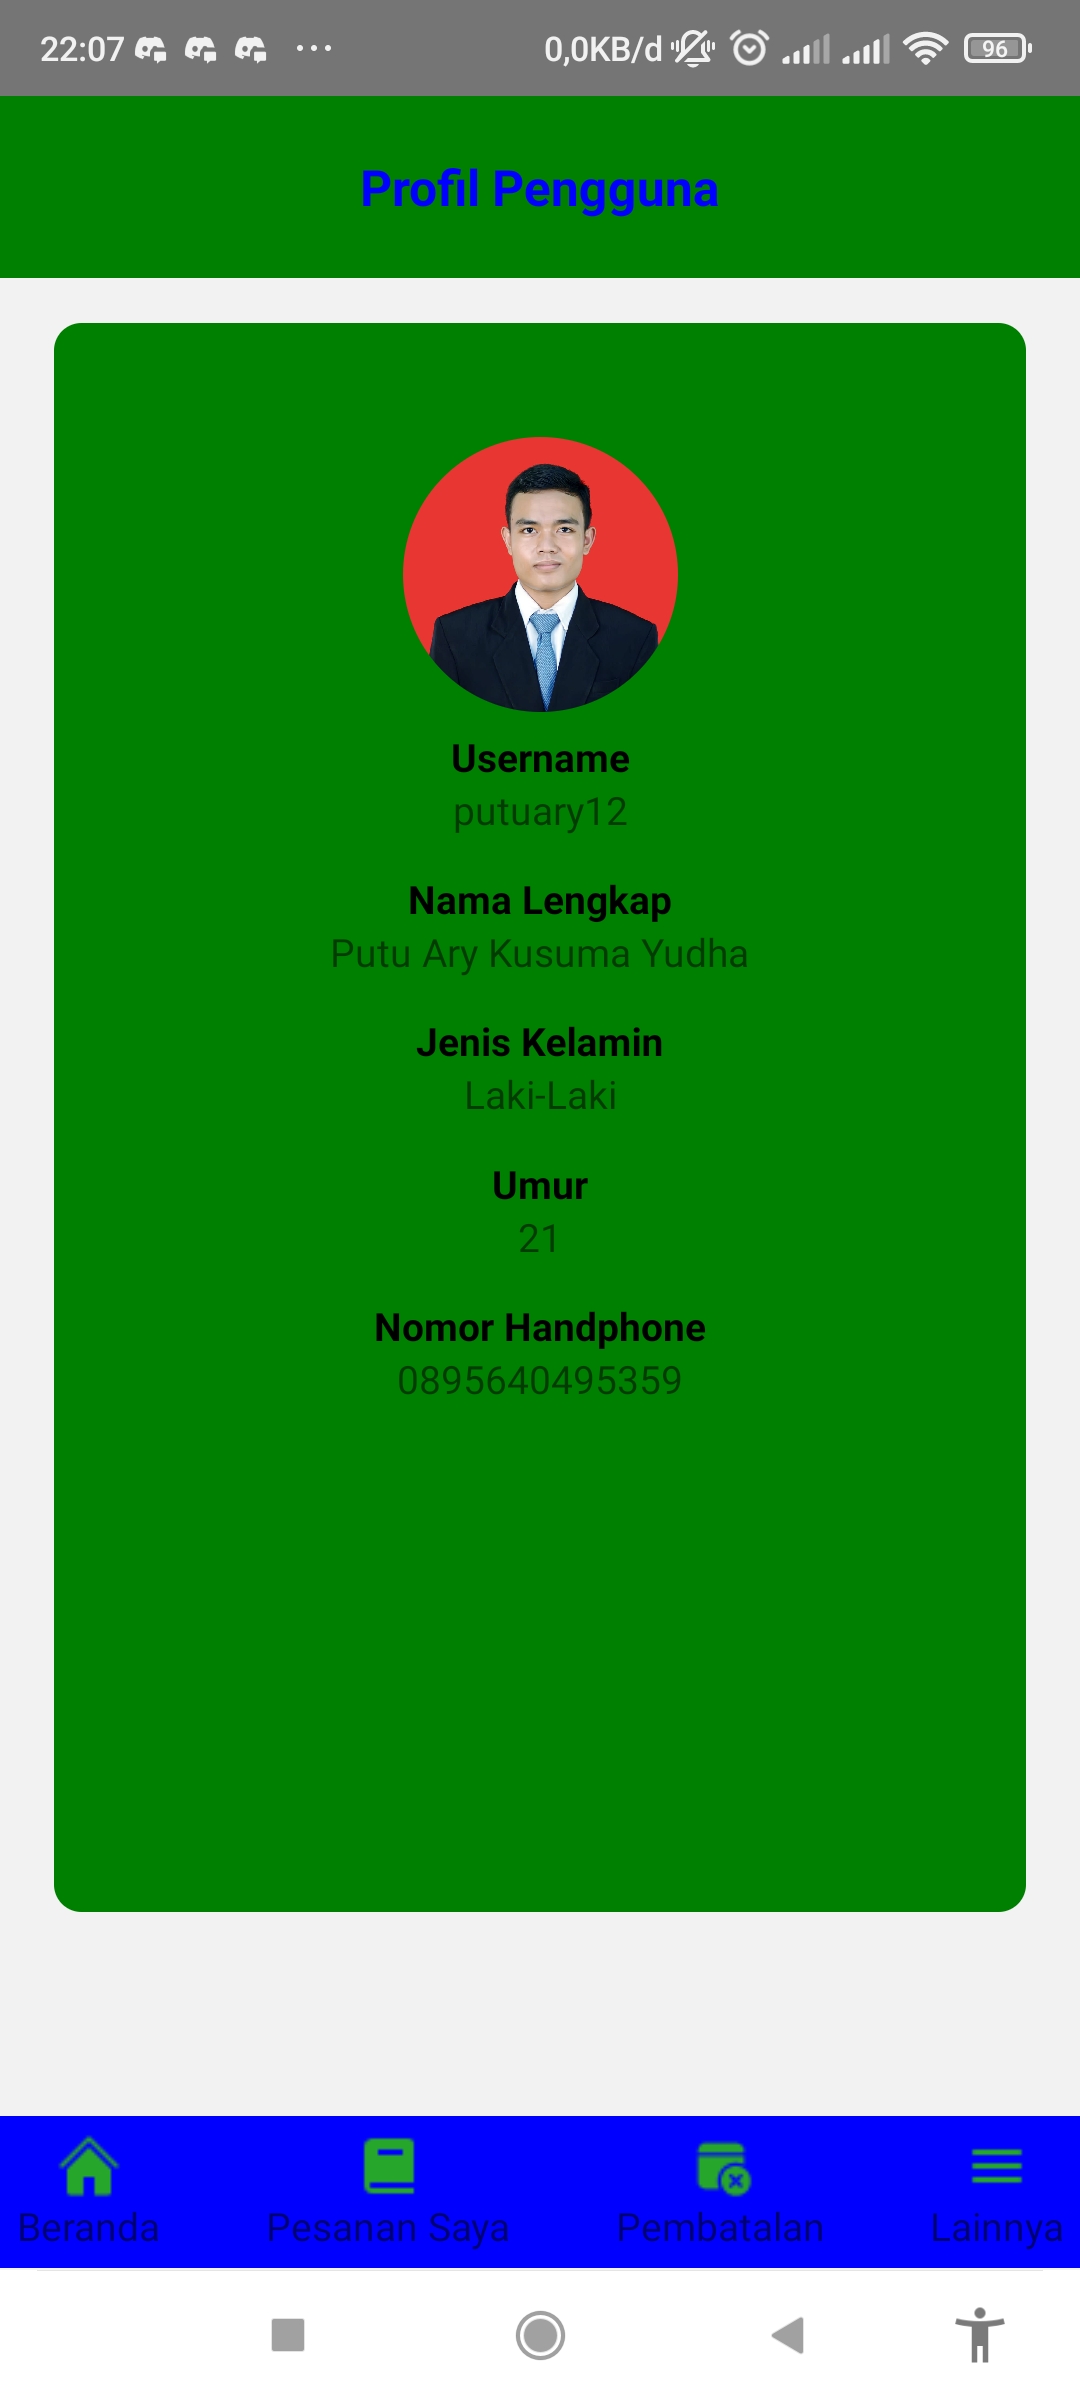 22:07 0,0KB/d 96
Profil Pengguna
Username
putuary12
Nama Lengkap
Putu Ary Kusuma Yudha
Jenis Kelamin
Laki-Laki
Umur
21
Nomor Handphone
0895640495359
Beranda Pesanan Saya Pembatalan Lainnya